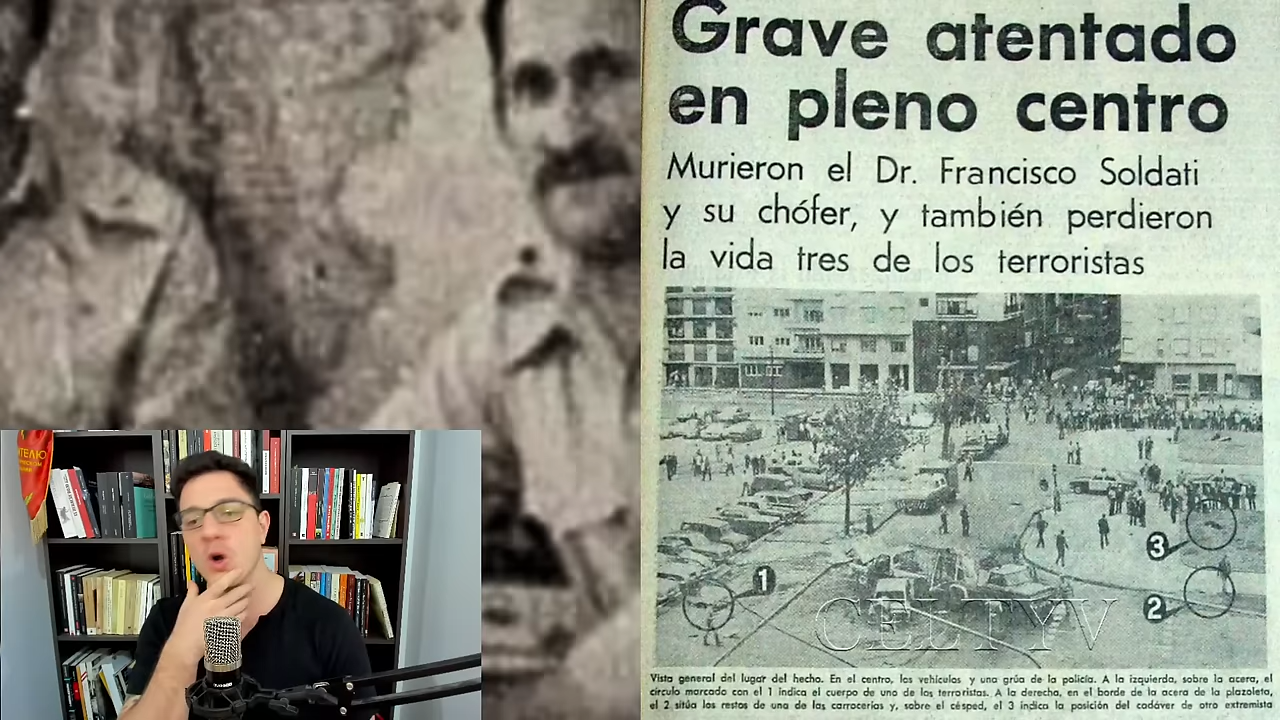 Grave atentado
en pleno centro
Murieron el Dr. Francisco Soldati
y su chófer, y también perdieron
la vida tres de los terroristas
1
3
2
CELTYV
Vista general del lugar del hecho. En el centro, los vehículos y una grúa de la policía. A la izquierda, sobre la acera, el
círculo marcado con el 1 indica el cuerpo de uno de los terroristas. A la derecha, en el borde de la acera de la plazoleta,
el 2 sitúa los restos de una de las carrocerías y, sobre el césped, el 3 indica la posición del cadáver de otro extremista